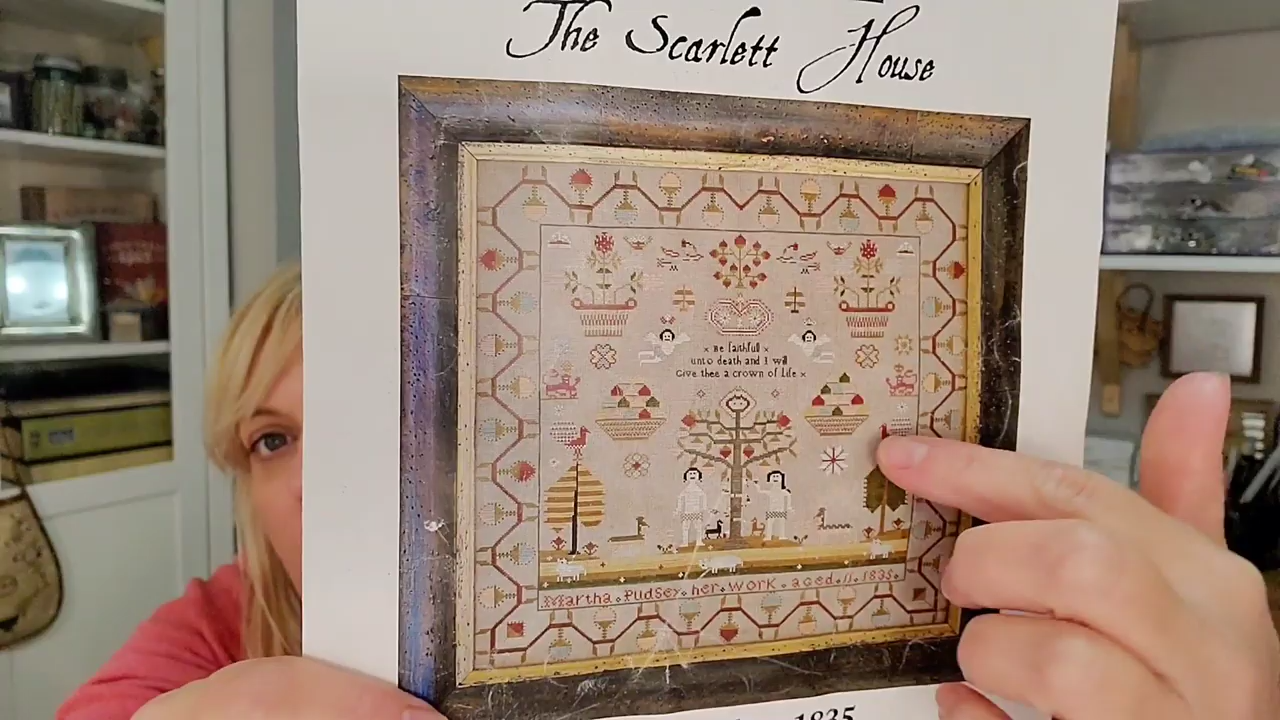 The Scarlett House
x Be faithfull x
unto death and I will
Give thee a crown of life x
Martha Pudsey her work aged 11 1835
1835